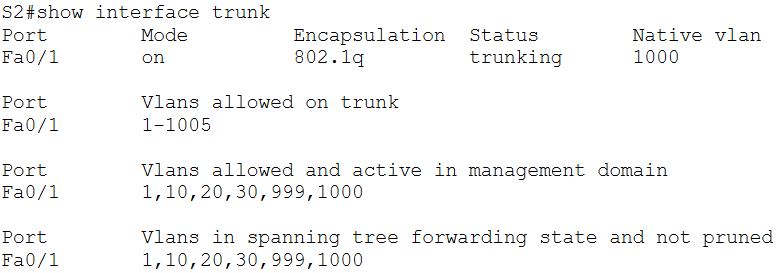 S2#show interface trunk
Port        Mode         Encapsulation  Status        Native vlan
Fa0/1       on           802.1q         trunking      1000
Port        Vlans allowed on trunk
Fa0/1       1-1005
Port        Vlans allowed and active in management domain
Fa0/1       1,10,20,30,999,1000
Port        Vlans in spanning tree forwarding state and not pruned
Fa0/1       1,10,20,30,999,1000